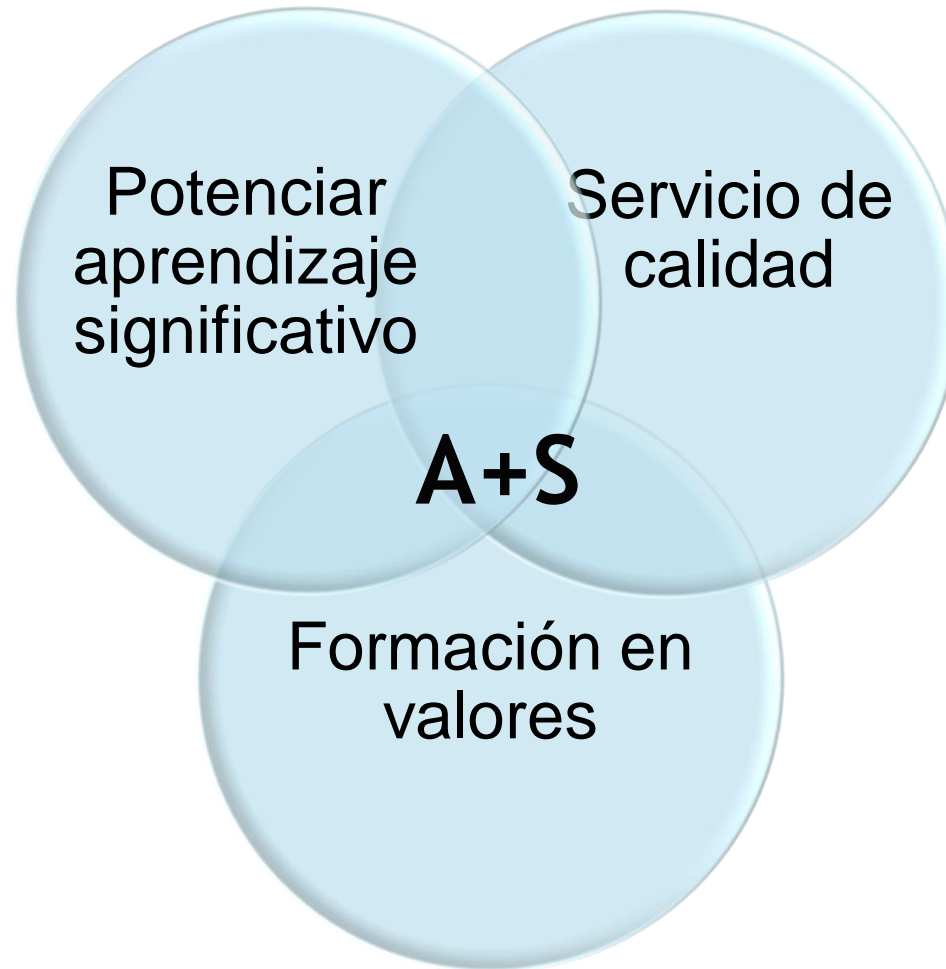 Potenciar
aprendizaje
significativo
Servicio de
calidad
A+S
Formación en
valores